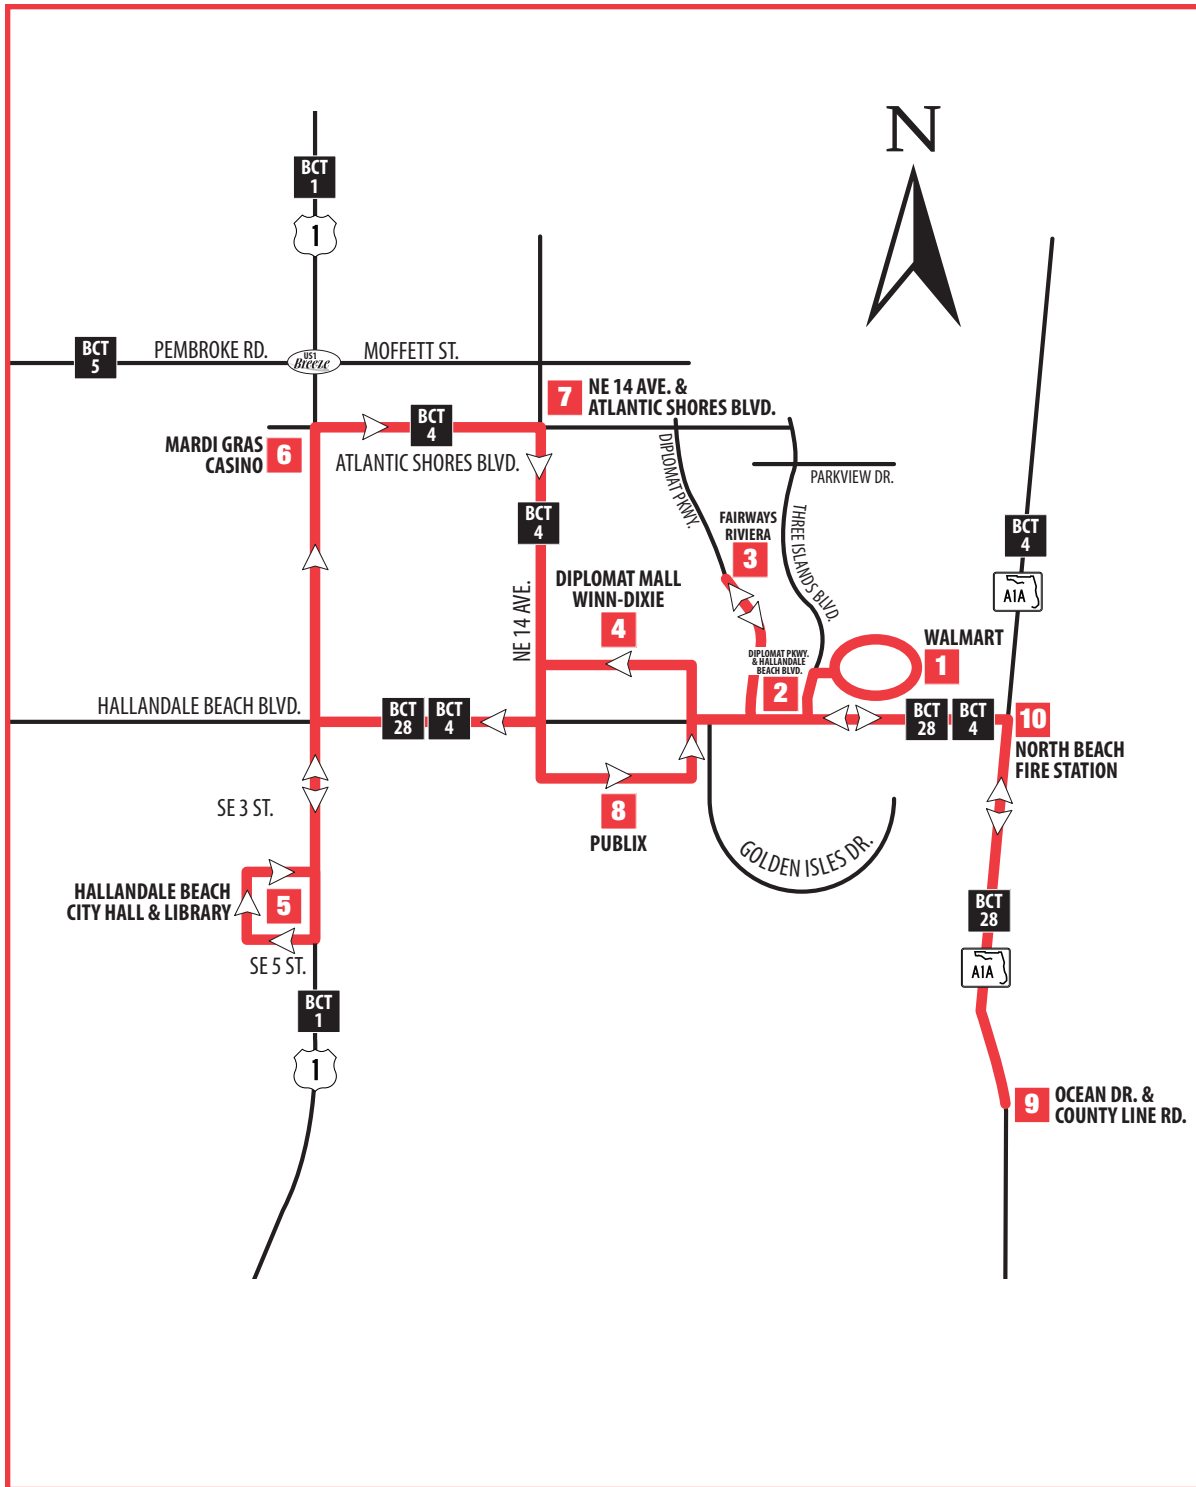 N
BCT
1
1
BCT
5
PEMBROKE RD.
US1
Breeze
MOFFETT ST.
7
NE 14 AVE. &
ATLANTIC SHORES BLVD.
MARDI GRAS
CASINO
6
BCT
4
ATLANTIC SHORES BLVD.
DIPLOMAT PKWY.
PARKVIEW DR.
THREE ISLANDS BLVD.
BCT
4
FAIRWAYS
RIVIERA
3
BCT
4
A1A
NE 14 AVE.
DIPLOMAT MALL
WINN-DIXIE
4
WALMART
1
DIPLOMAT PKWY.
& HALLANDALE
BEACH BLVD.
2
HALLANDALE BEACH BLVD.
BCT
28
BCT
4
BCT
28
BCT
4
10
NORTH BEACH
FIRE STATION
SE 3 ST.
8
PUBLIX
GOLDEN ISLES DR.
HALLANDALE BEACH
CITY HALL & LIBRARY
5
SE 5 ST.
BCT
28
A1A
BCT
1
1
9
OCEAN DR. &
COUNTY LINE RD.